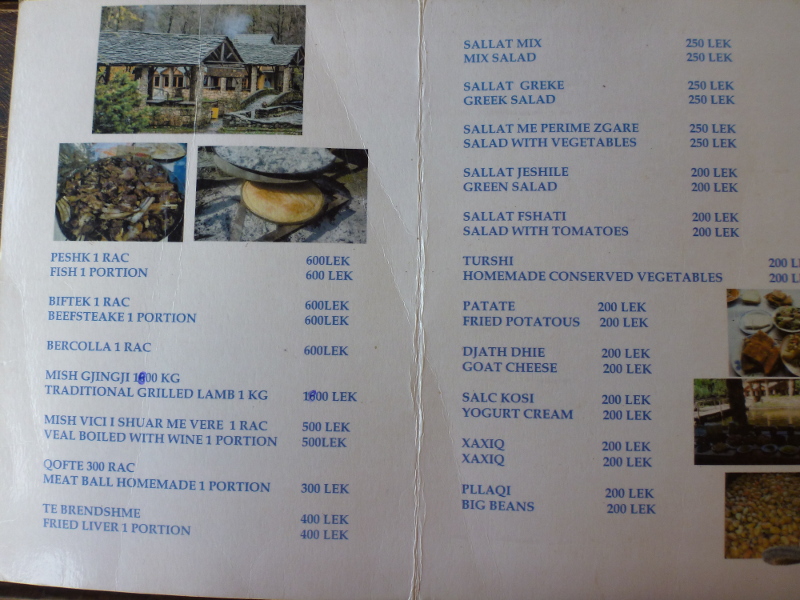 PESHK 1 RAC 600LEK
FISH 1 PORTION 600 LEK
BIFTEK 1 RAC 600LEK
BEEFSTEAKE 1 PORTION 600LEK
BERCOLLA 1 RAC 600LEK
MISH GJINGJI KG
TRADITIONAL GRILLED LAMB 1 KG LEK
MISH VICI I SHUAR ME VERE 1 RAC 500 LEK
VEAL BOILED WITH WINE 1 PORTION 500LEK
QOFTE 300 RAC
MEAT BALL HOMEMADE 1 PORTION 300 LEK
TE BRENDSHME 400 LEK
FRIED LIVER 1 PORTION 400 LEK
SALLAT MIX 250 LEK
MIX SALAD 250 LEK
SALLAT GREKE 250 LEK
GREEK SALAD 250 LEK
SALLAT ME PERIME ZGARE 250 LEK
SALAD WITH VEGETABLES 250 LEK
SALLAT JESHILE 200 LEK
GREEN SALAD 200 LEK
SALLAT FSHATI 200 LEK
SALAD WITH TOMATOES 200 LEK
TURSHI 200
HOMEMADE CONSERVED VEGETABLES 200
PATATE 200 LEK
FRIED POTATOUS 200 LEK
DJATH DHIE 200 LEK
GOAT CHEESE 200 LEK
SALC KOSI 200 LEK
YOGURT CREAM 200 LEK
XAXIQ 200 LEK
XAXIQ 200 LEK
PLLAQI 200 LEK
BIG BEANS 200 LEK